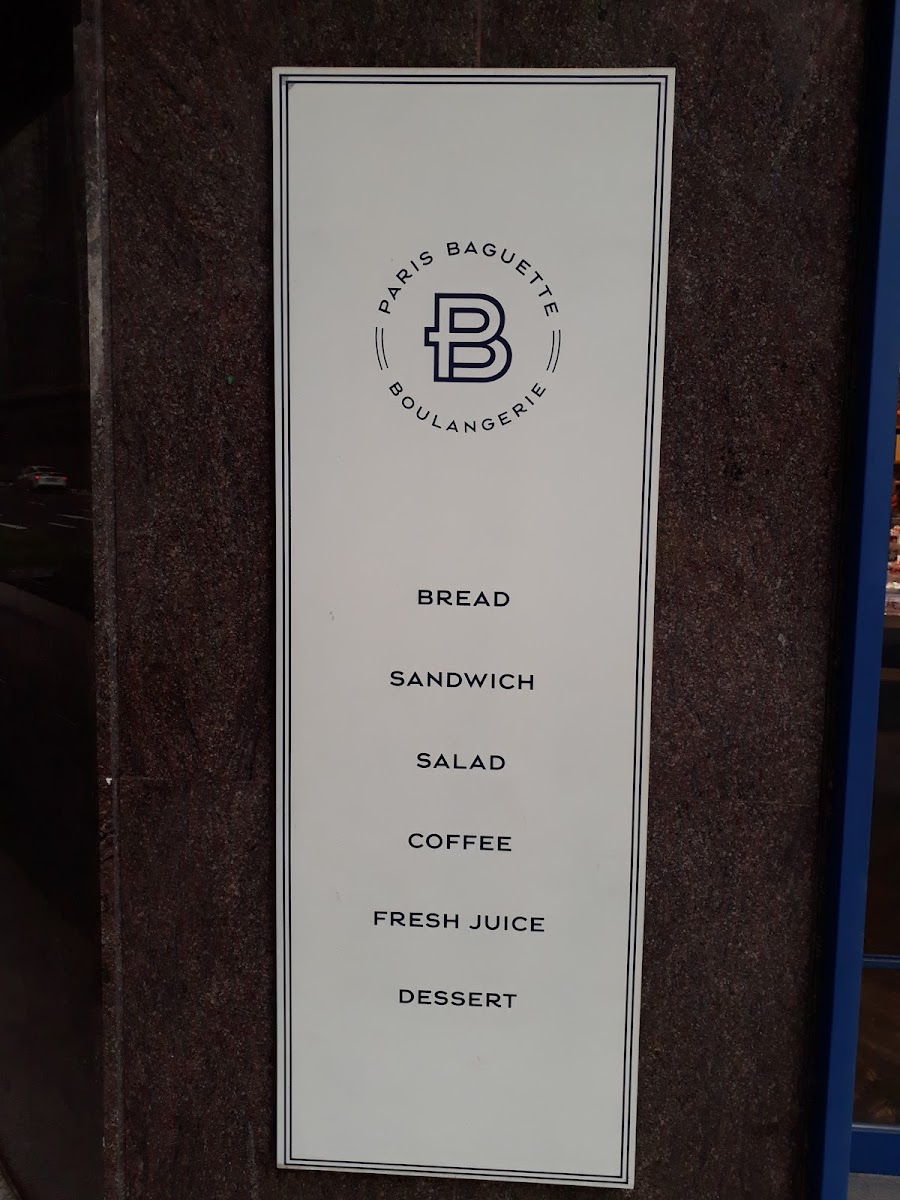 PARIS BAGUETTE
B
BOULANGERIE
BREAD
SANDWICH
SALAD
COFFEE
FRESH JUICE
DESSERT